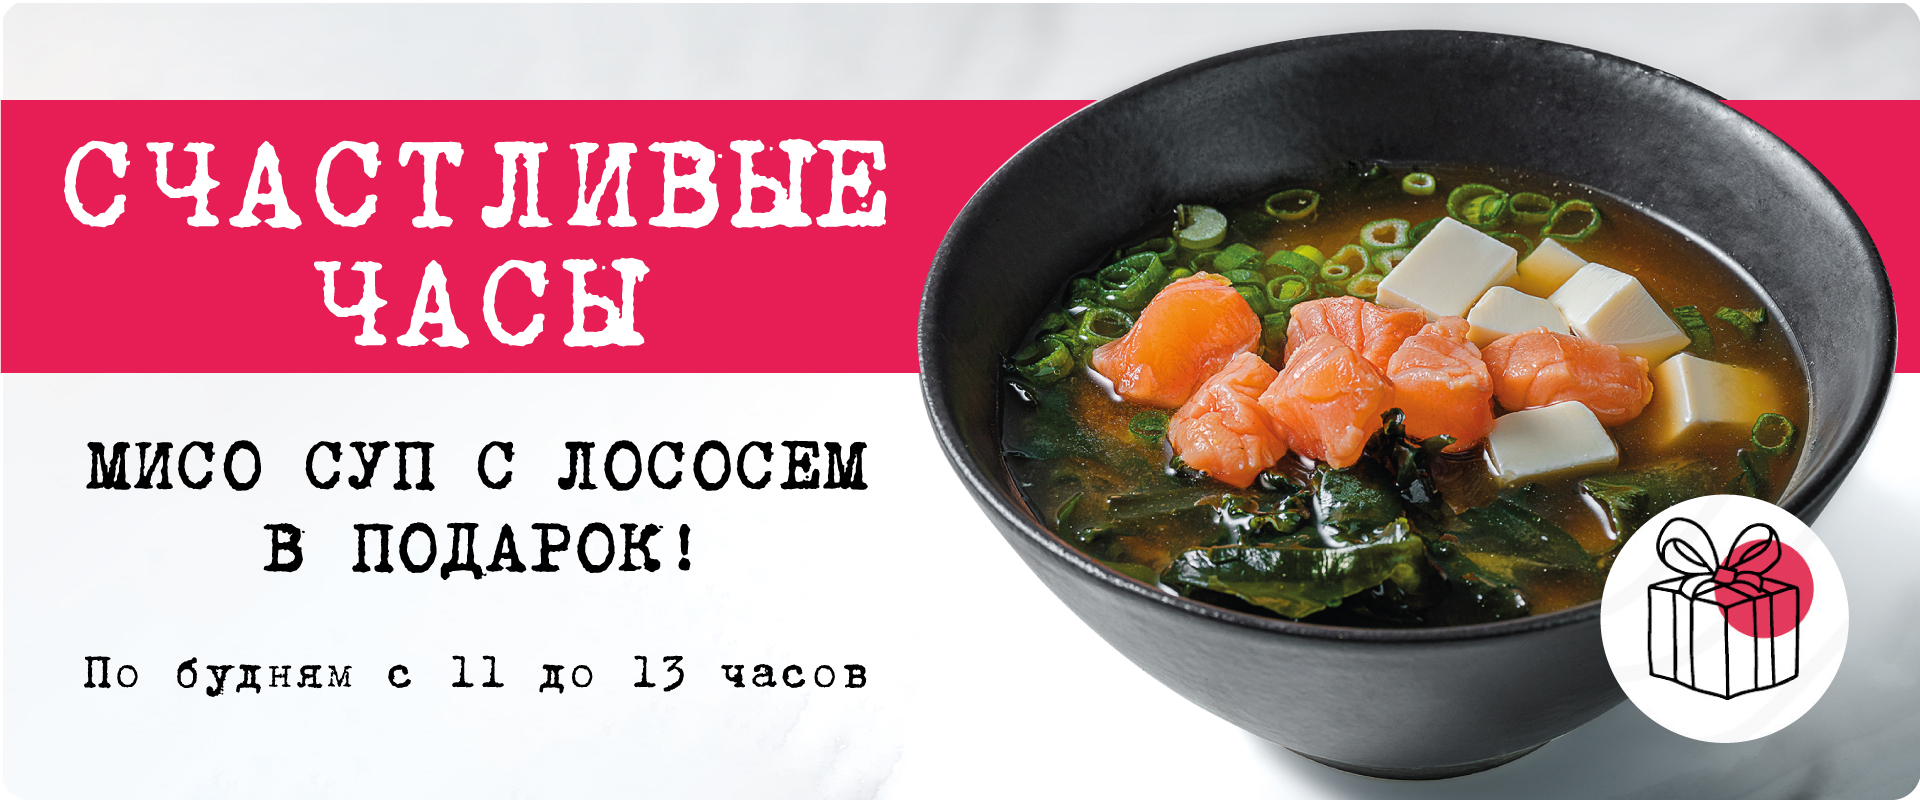 СЧАСТЛИВЫЕ
ЧАСЫ
МИСО СУП С ЛОСОСЕМ
В ПОДАРОК!
По будням с 11 до 13 часов